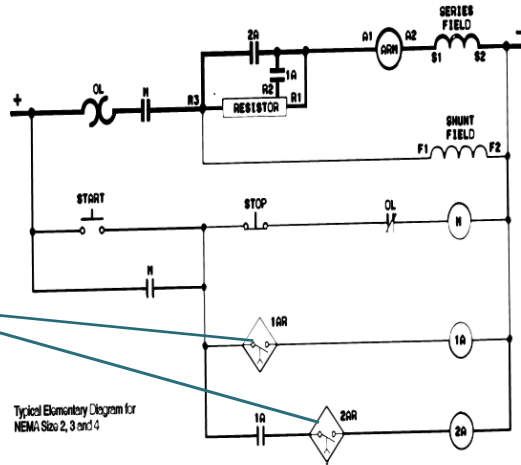 SERIES
FIELD
2A
A1 ARM A2
S1 S2
-
1A
R2
OL
M
+
R3 RESISTOR R1
SHUNT
FIELD
F1 F2
START
STOP
OL
M
M
1AR
1A
Typical Elementary Diagram for
NEMA Size 2, 3 and 4
1A
2AR
2A